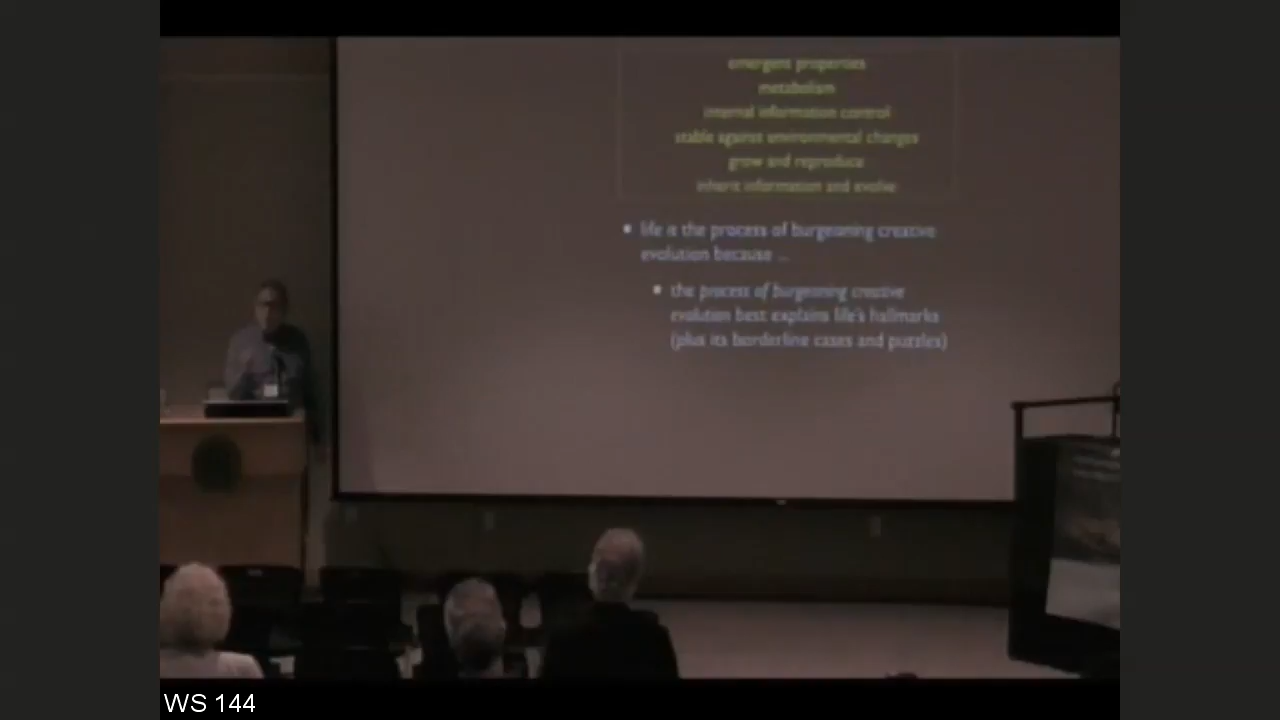 emergent properties
metabolism
internal information control
stable against environmental changes
grow and reproduce
inherit information and evolve
• life is the process of burgeoning creative
evolution because ...
• the process of burgeoning creative
evolution best explains life's hallmarks
(plus its borderline cases and puzzles)
WS 144